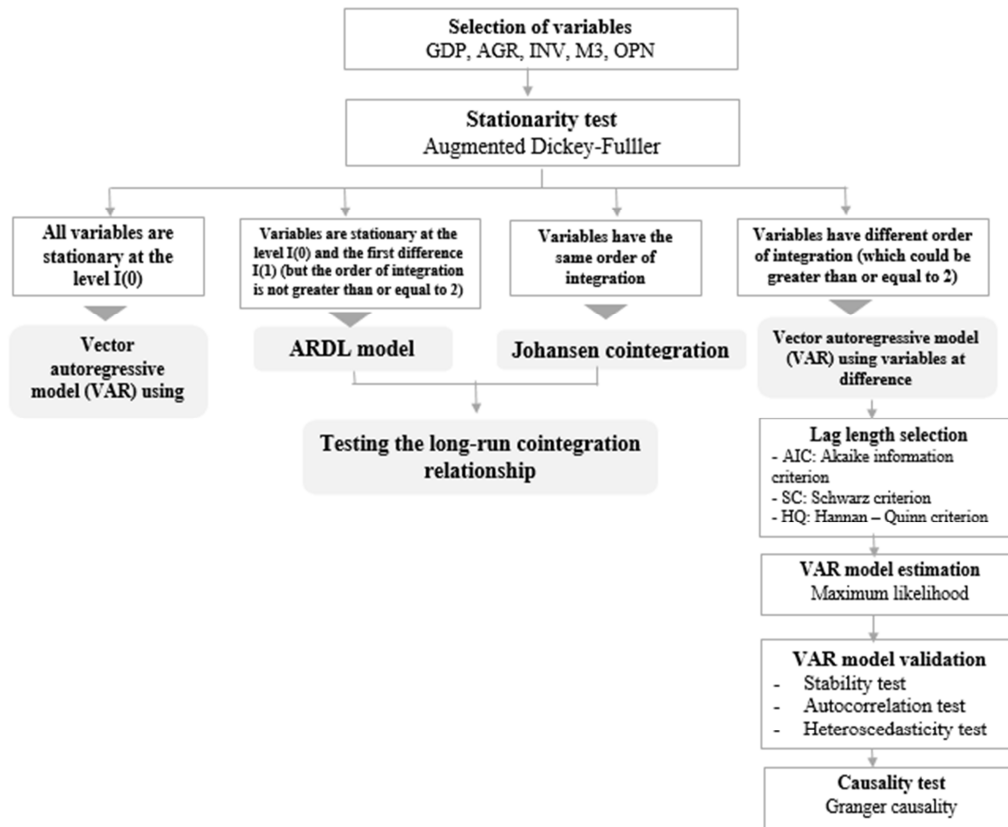 Selection of variables
GDP, AGR, INV, M3, OPN
Stationarity test
Augmented Dickey-Fulller
All variables are
stationary at the
level I(0)
Variables are stationary at the
level I(0) and the first difference
I(1) (but the order of integration
is not greater than or equal to 2)
Variables have the
same order of
integration
Variables have different order
of integration (which could be
greater than or equal to 2)
Vector
autoregressive
model (VAR) using
ARDL model
Johansen cointegration
Vector autoregressive model
(VAR) using variables at
difference
Testing the long-run cointegration
relationship
Lag length selection
- AIC: Akaike information
criterion
- SC: Schwarz criterion
- HQ: Hannan – Quinn criterion
VAR model estimation
Maximum likelihood
VAR model validation
- Stability test
- Autocorrelation test
- Heteroscedasticity test
Causality test
Granger causality